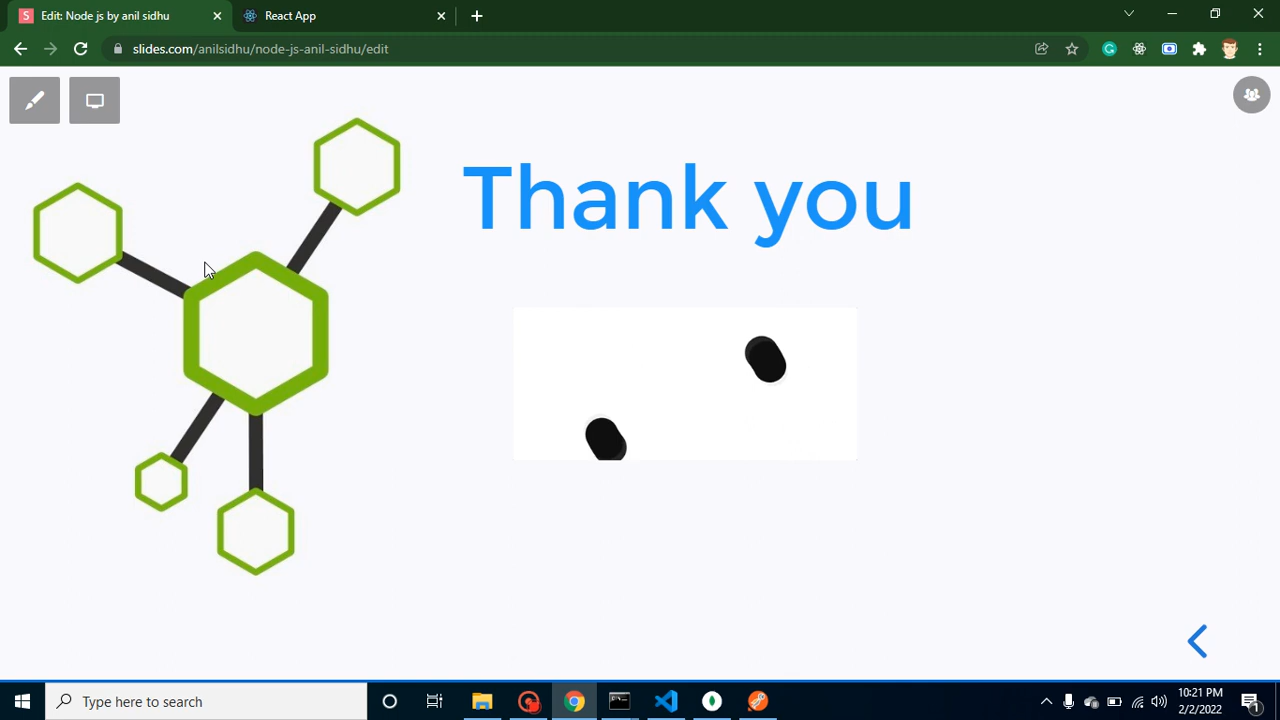 Edit: Node js by anil sidhu
React App
slides.com/anilsidhu/node-js-anil-sidhu/edit
Thank you
Type here to search
10:21 PM
2/2/2022
1